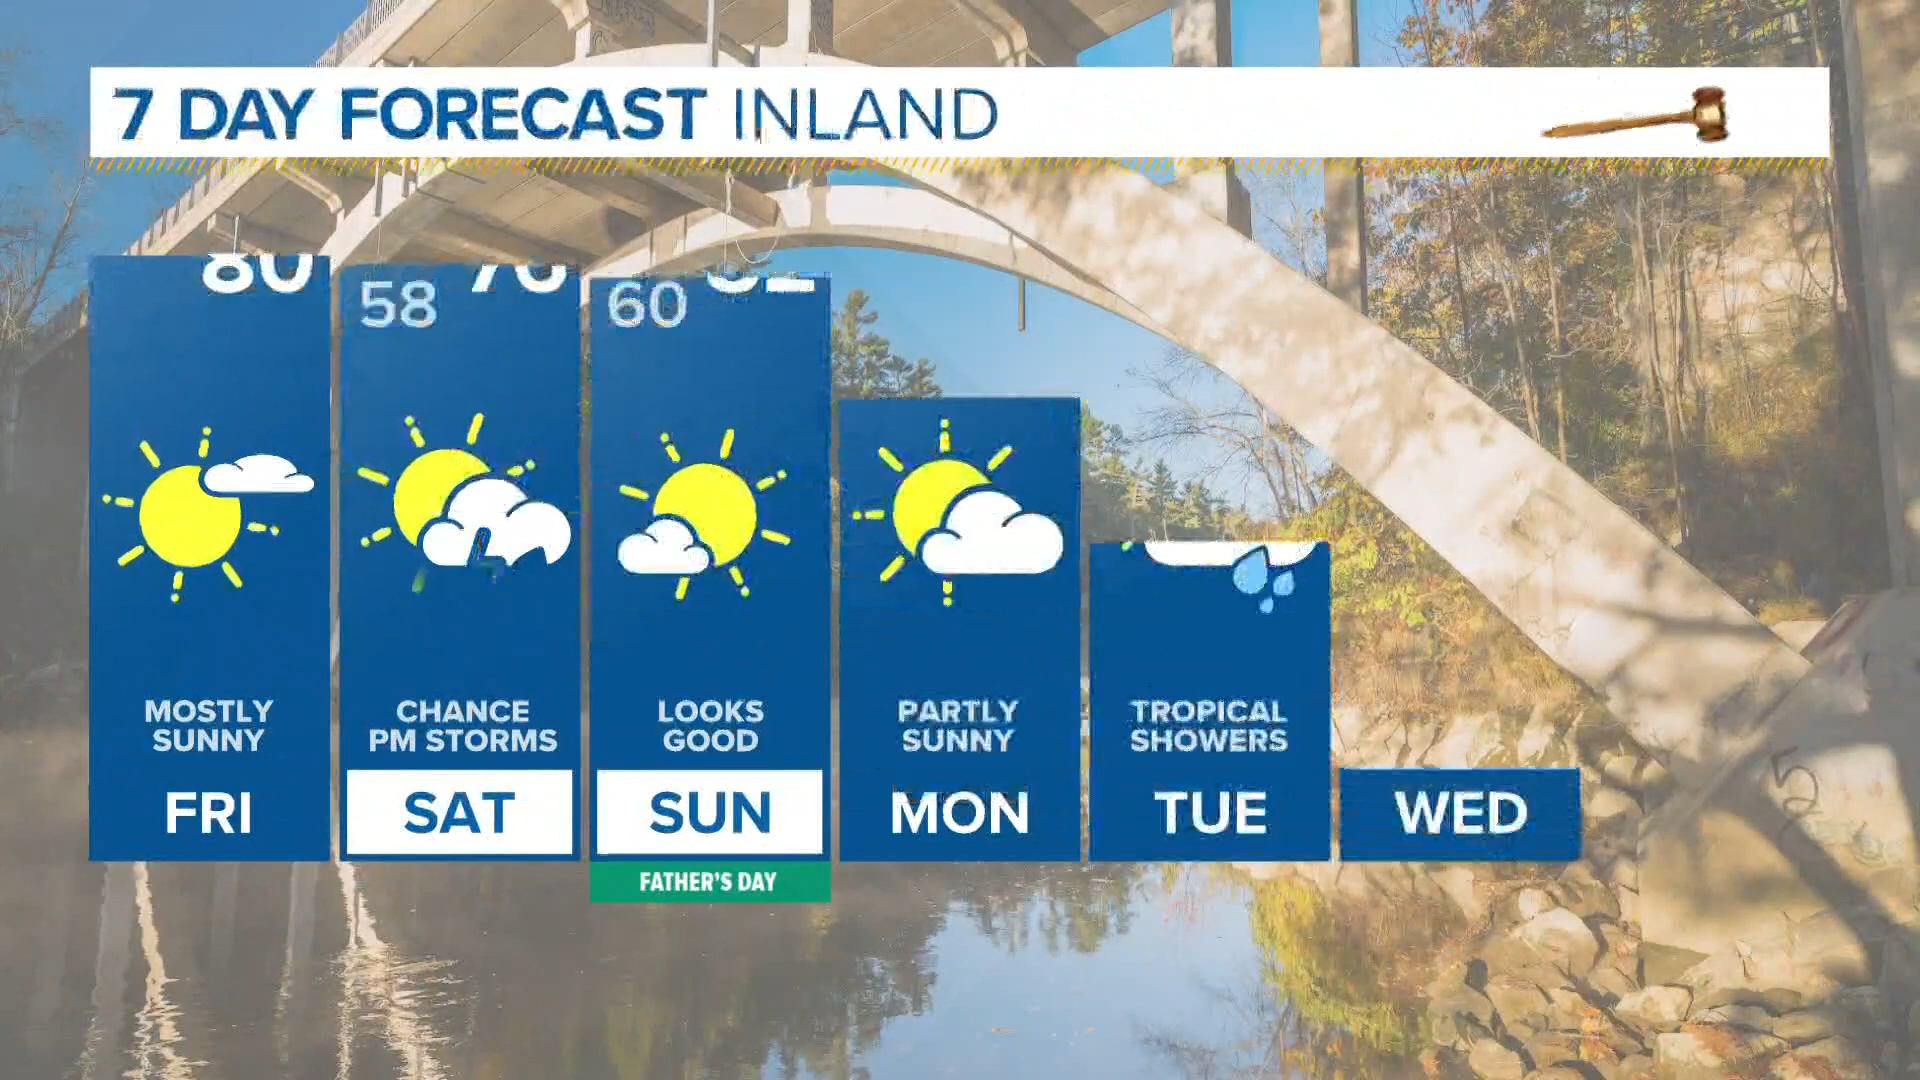 7 DAY FORECAST INLAND
80
58
60
MOSTLY
SUNNY
CHANCE
PM STORMS
LOOKS
GOOD
PARTLY
SUNNY
TROPICAL
SHOWERS
FRI
SAT
SUN
MON
TUE
WED
FATHER'S DAY